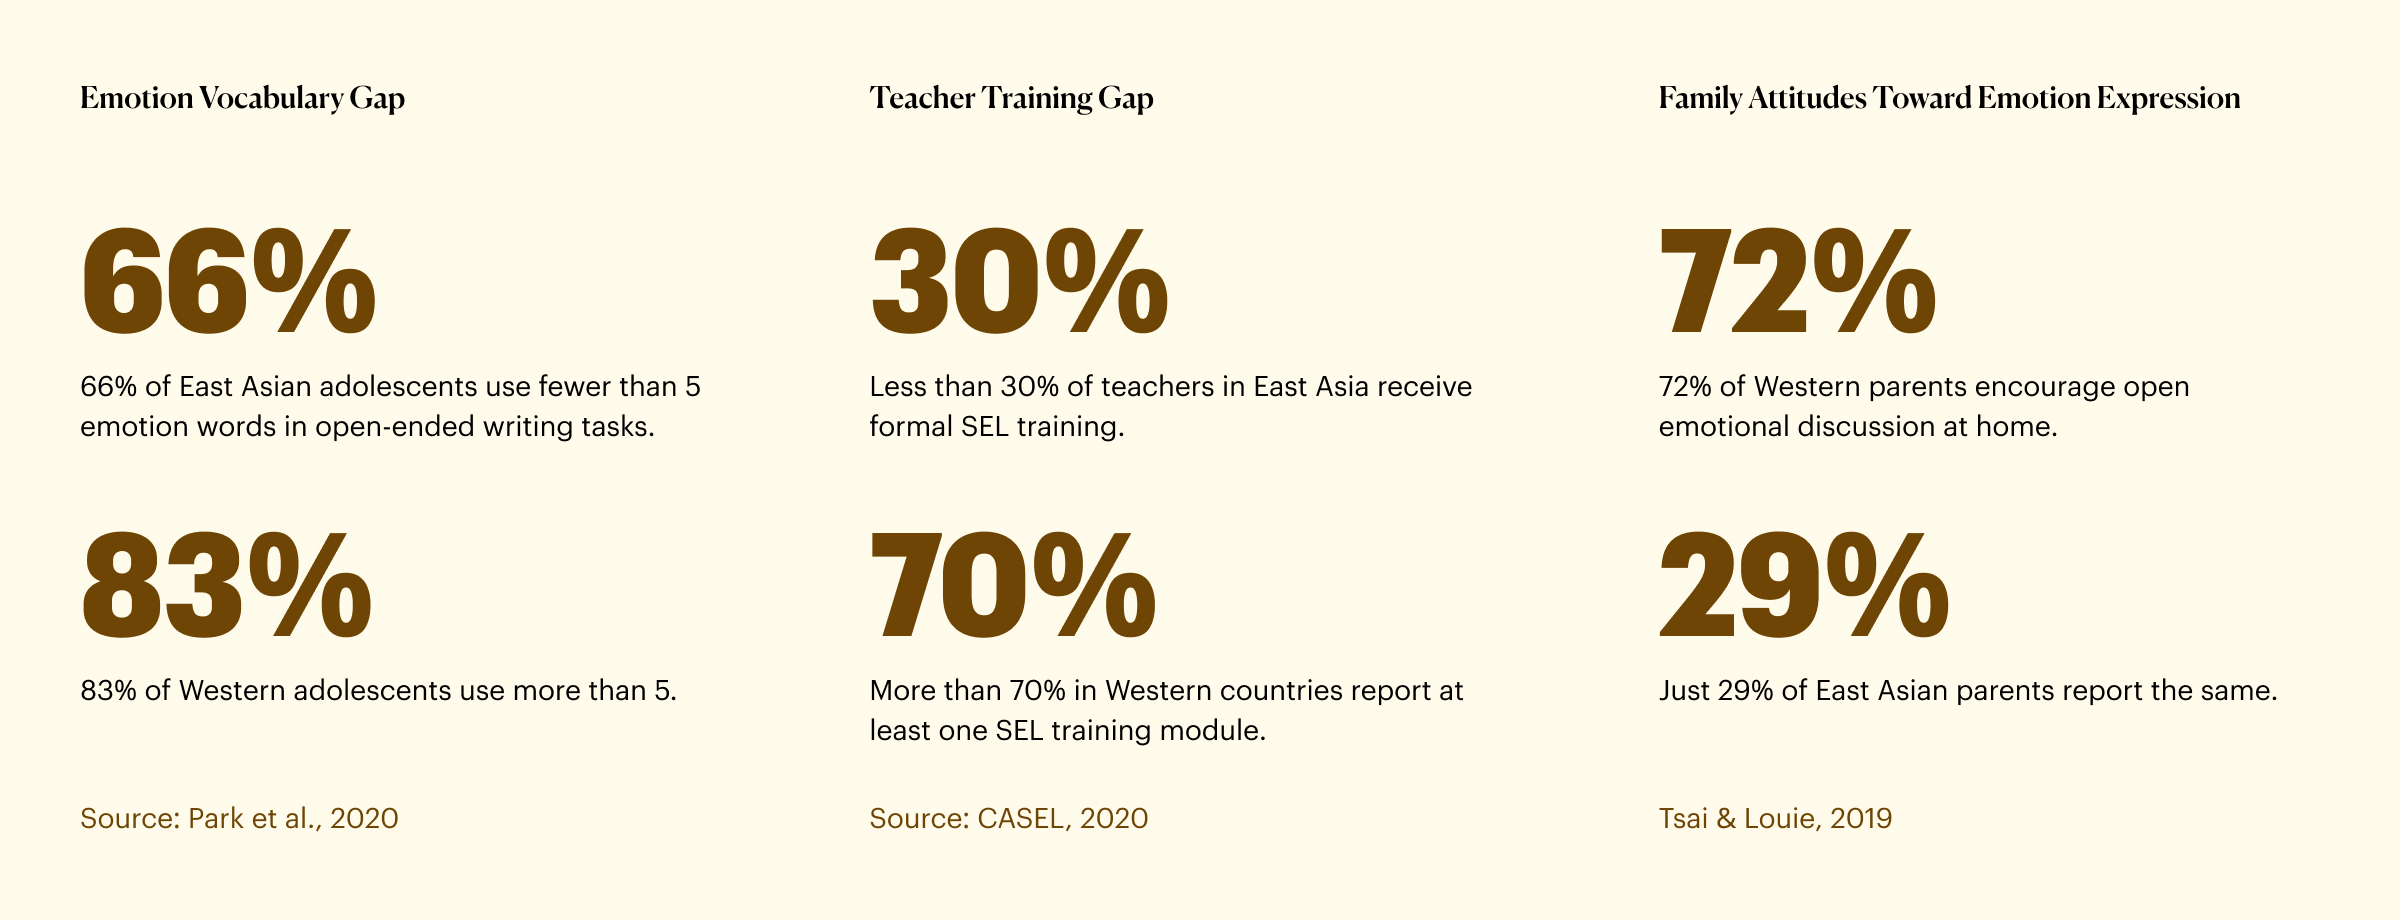 Emotion Vocabulary Gap
66%
66% of East Asian adolescents use fewer than 5
emotion words in open-ended writing tasks.
83%
83% of Western adolescents use more than 5.
Source: Park et al., 2020
Teacher Training Gap
30%
Less than 30% of teachers in East Asia receive
formal SEL training.
70%
More than 70% in Western countries report at
least one SEL training module.
Source: CASEL, 2020
Family Attitudes Toward Emotion Expression
72%
72% of Western parents encourage open
emotional discussion at home.
29%
Just 29% of East Asian parents report the same.
Tsai & Louie, 2019